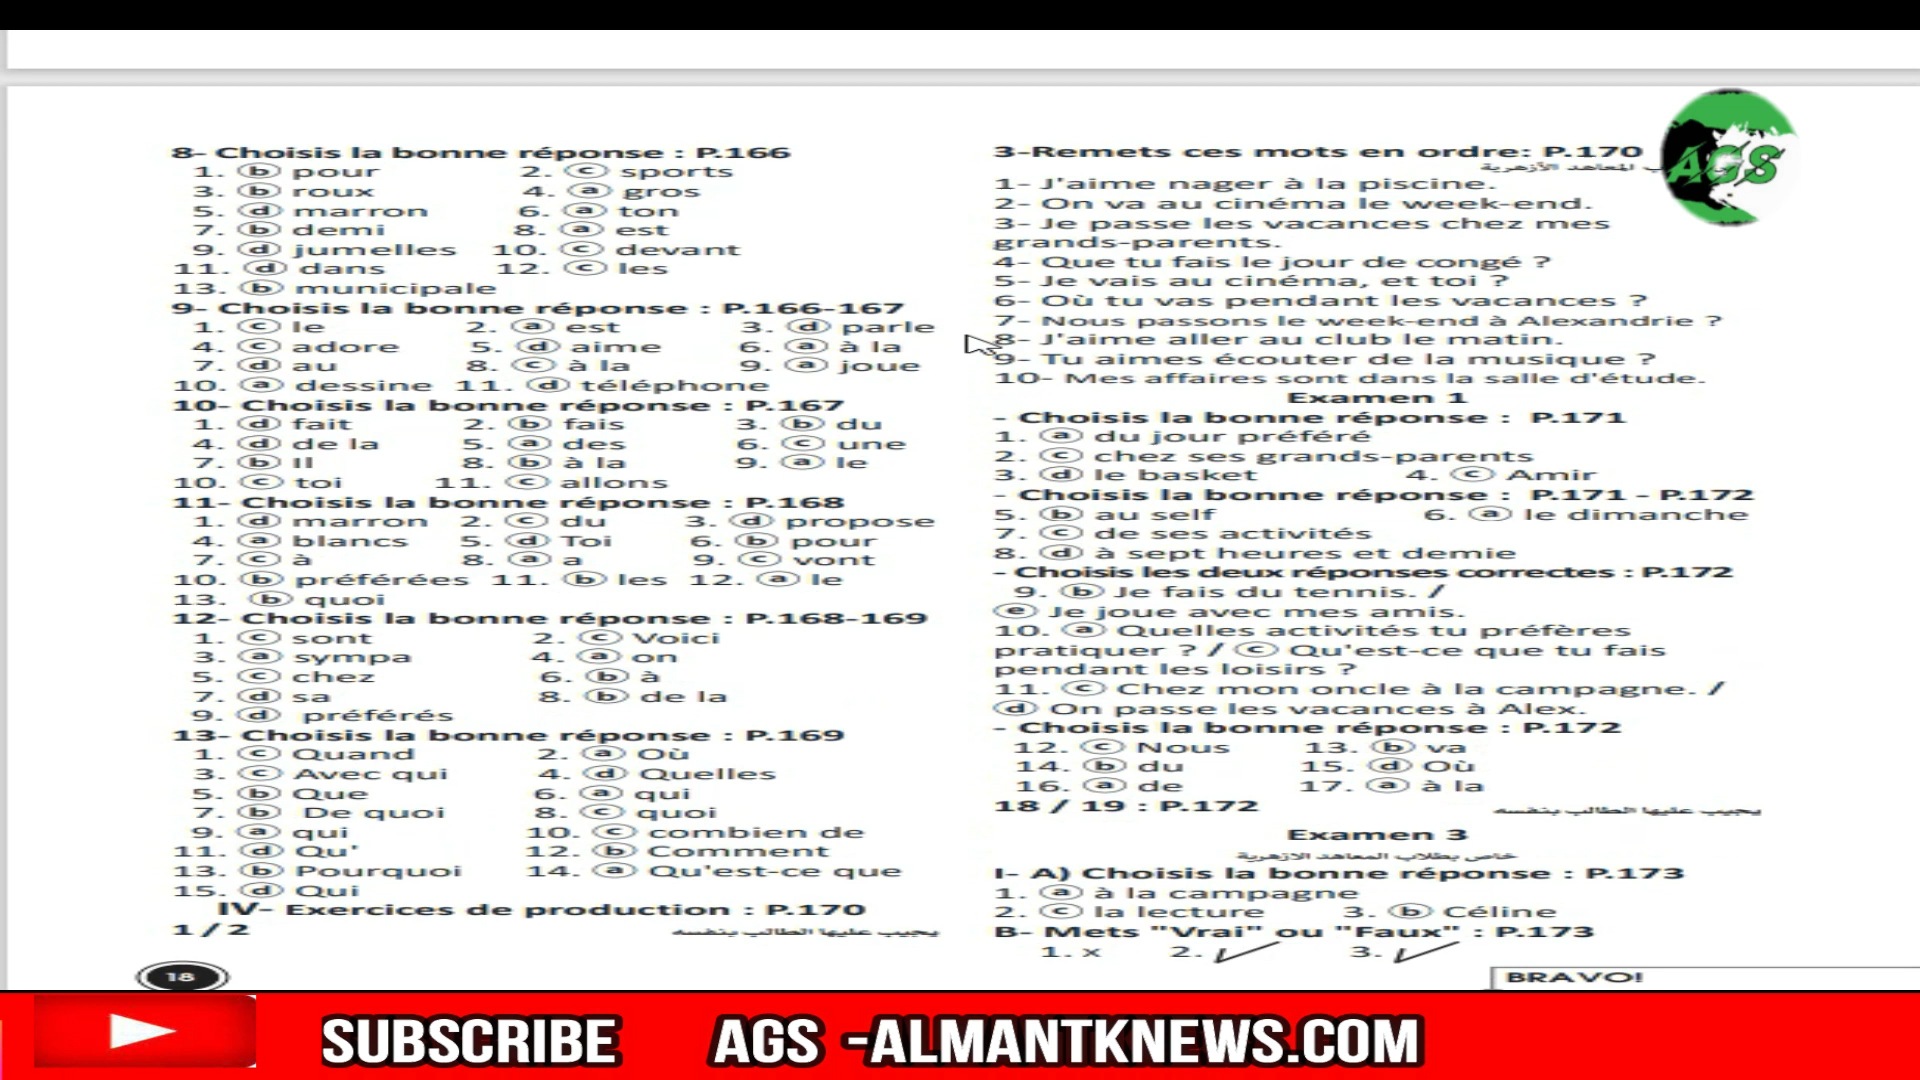 8- Choisis la bonne réponse : P.166
1. ⓑ pour 2. ⓒ sports
3. ⓑ roux 4. ⓐ gros
5. ⓓ marron 6. ⓐ ton
7. ⓑ demi 8. ⓐ est
9. ⓓ jumelles 10. ⓒ devant
11. ⓓ dans 12. ⓒ les
13. ⓑ municipale
9- Choisis la bonne réponse : P.166-167
1. ⓒ le 2. ⓐ est 3. ⓓ parle
4. ⓒ adore 5. ⓓ aime 6. ⓐ à la
7. ⓓ au 8. ⓒ à la 9. ⓐ joue
10. ⓐ dessine 11. ⓓ téléphone
10- Choisis la bonne réponse : P.167
1. ⓓ fait 2. ⓑ fais 3. ⓑ du
4. ⓓ de la 5. ⓐ des 6. ⓒ une
7. ⓑ Il 8. ⓑ à la 9. ⓐ le
10. ⓒ toi 11. ⓒ allons
11- Choisis la bonne réponse : P.168
1. ⓓ marron 2. ⓒ du 3. ⓓ propose
4. ⓐ blancs 5. ⓓ Toi 6. ⓑ pour
7. ⓒ à 8. ⓐ a 9. ⓒ vont
10. ⓑ préférées 11. ⓑ les 12. ⓐ le
13. ⓑ quoi
12- Choisis la bonne réponse : P.168-169
1. ⓒ sont 2. ⓒ Voici
3. ⓐ sympa 4. ⓐ on
5. ⓒ chez 6. ⓑ à
7. ⓓ sa 8. ⓑ de la
9. ⓓ préférés
13- Choisis la bonne réponse : P.169
1. ⓒ Quand 2. ⓐ Où
3. ⓒ Avec qui 4. ⓓ Quelles
5. ⓑ Que 6. ⓐ qui
7. ⓑ De quoi 8. ⓒ quoi
9. ⓐ qui 10. ⓒ combien de
11. ⓓ Qu' 12. ⓑ Comment
13. ⓑ Pourquoi 14. ⓐ Qu'est-ce que
15. ⓓ Qui
IV- Exercices de production : P.170
1 / 2 يجيب عليها الطالب بنفسه
18
3-Remets ces mots en ordre: P.170
المعاهد الأزهرية
1- J'aime nager à la piscine.
2- On va au cinéma le week-end.
3- Je passe les vacances chez mes
grands-parents.
4- Que tu fais le jour de congé ?
5- Je vais au cinéma, et toi ?
6- Où tu vas pendant les vacances ?
7- Nous passons le week-end à Alexandrie ?
8- J'aime aller au club le matin.
9- Tu aimes écouter de la musique ?
10- Mes affaires sont dans la salle d'étude.
Examen 1
- Choisis la bonne réponse : P.171
1. ⓐ du jour préféré
2. ⓒ chez ses grands-parents
3. ⓓ le basket 4. ⓒ Amir
- Choisis la bonne réponse : P.171 - P.172
5. ⓑ au self 6. ⓐ le dimanche
7. ⓒ de ses activités
8. ⓓ à sept heures et demie
- Choisis les deux réponses correctes : P.172
9. ⓑ Je fais du tennis. /
ⓔ Je joue avec mes amis.
10. ⓐ Quelles activités tu préfères
pratiquer ? / ⓒ Qu'est-ce que tu fais
pendant les loisirs ?
11. ⓒ Chez mon oncle à la campagne. /
ⓓ On passe les vacances à Alex.
- Choisis la bonne réponse : P.172
12. ⓒ Nous 13. ⓑ va
14. ⓑ du 15. ⓓ Où
16. ⓐ de 17. ⓐ à la
18 / 19 : P.172 يجيب عليها الطالب بنفسه
Examen 3
خاص بطلاب المعاهد الازهرية
I- A) Choisis la bonne réponse : P.173
1. ⓐ à la campagne
2. ⓒ la lecture 3. ⓑ Céline
B- Mets "Vrai" ou "Faux" : P.173
1. x 2. ✓ 3. ✓
BRAVO!
AGS
SUBSCRIBE AGS -ALMANTKNEWS.COM